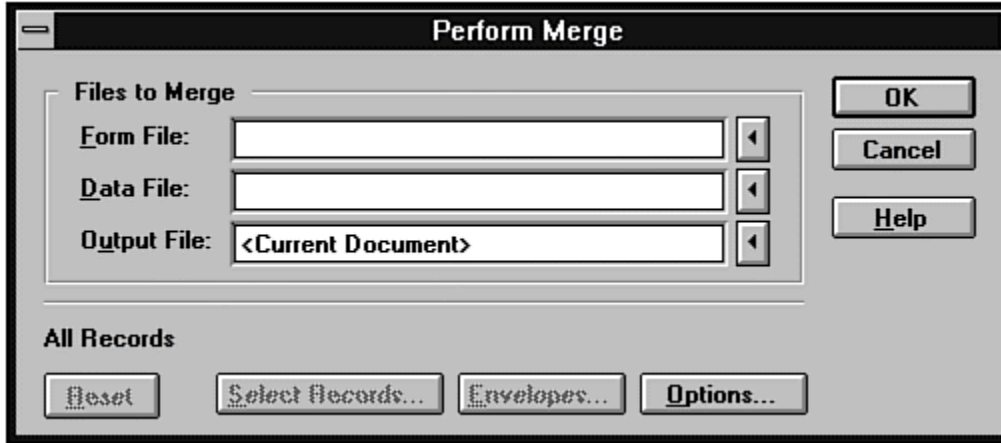 Perform Merge
Files to Merge
Form File:
Data File:
Output File: <Current Document>
OK
Cancel
Help
All Records
Reset Select Records... Envelopes... Options...